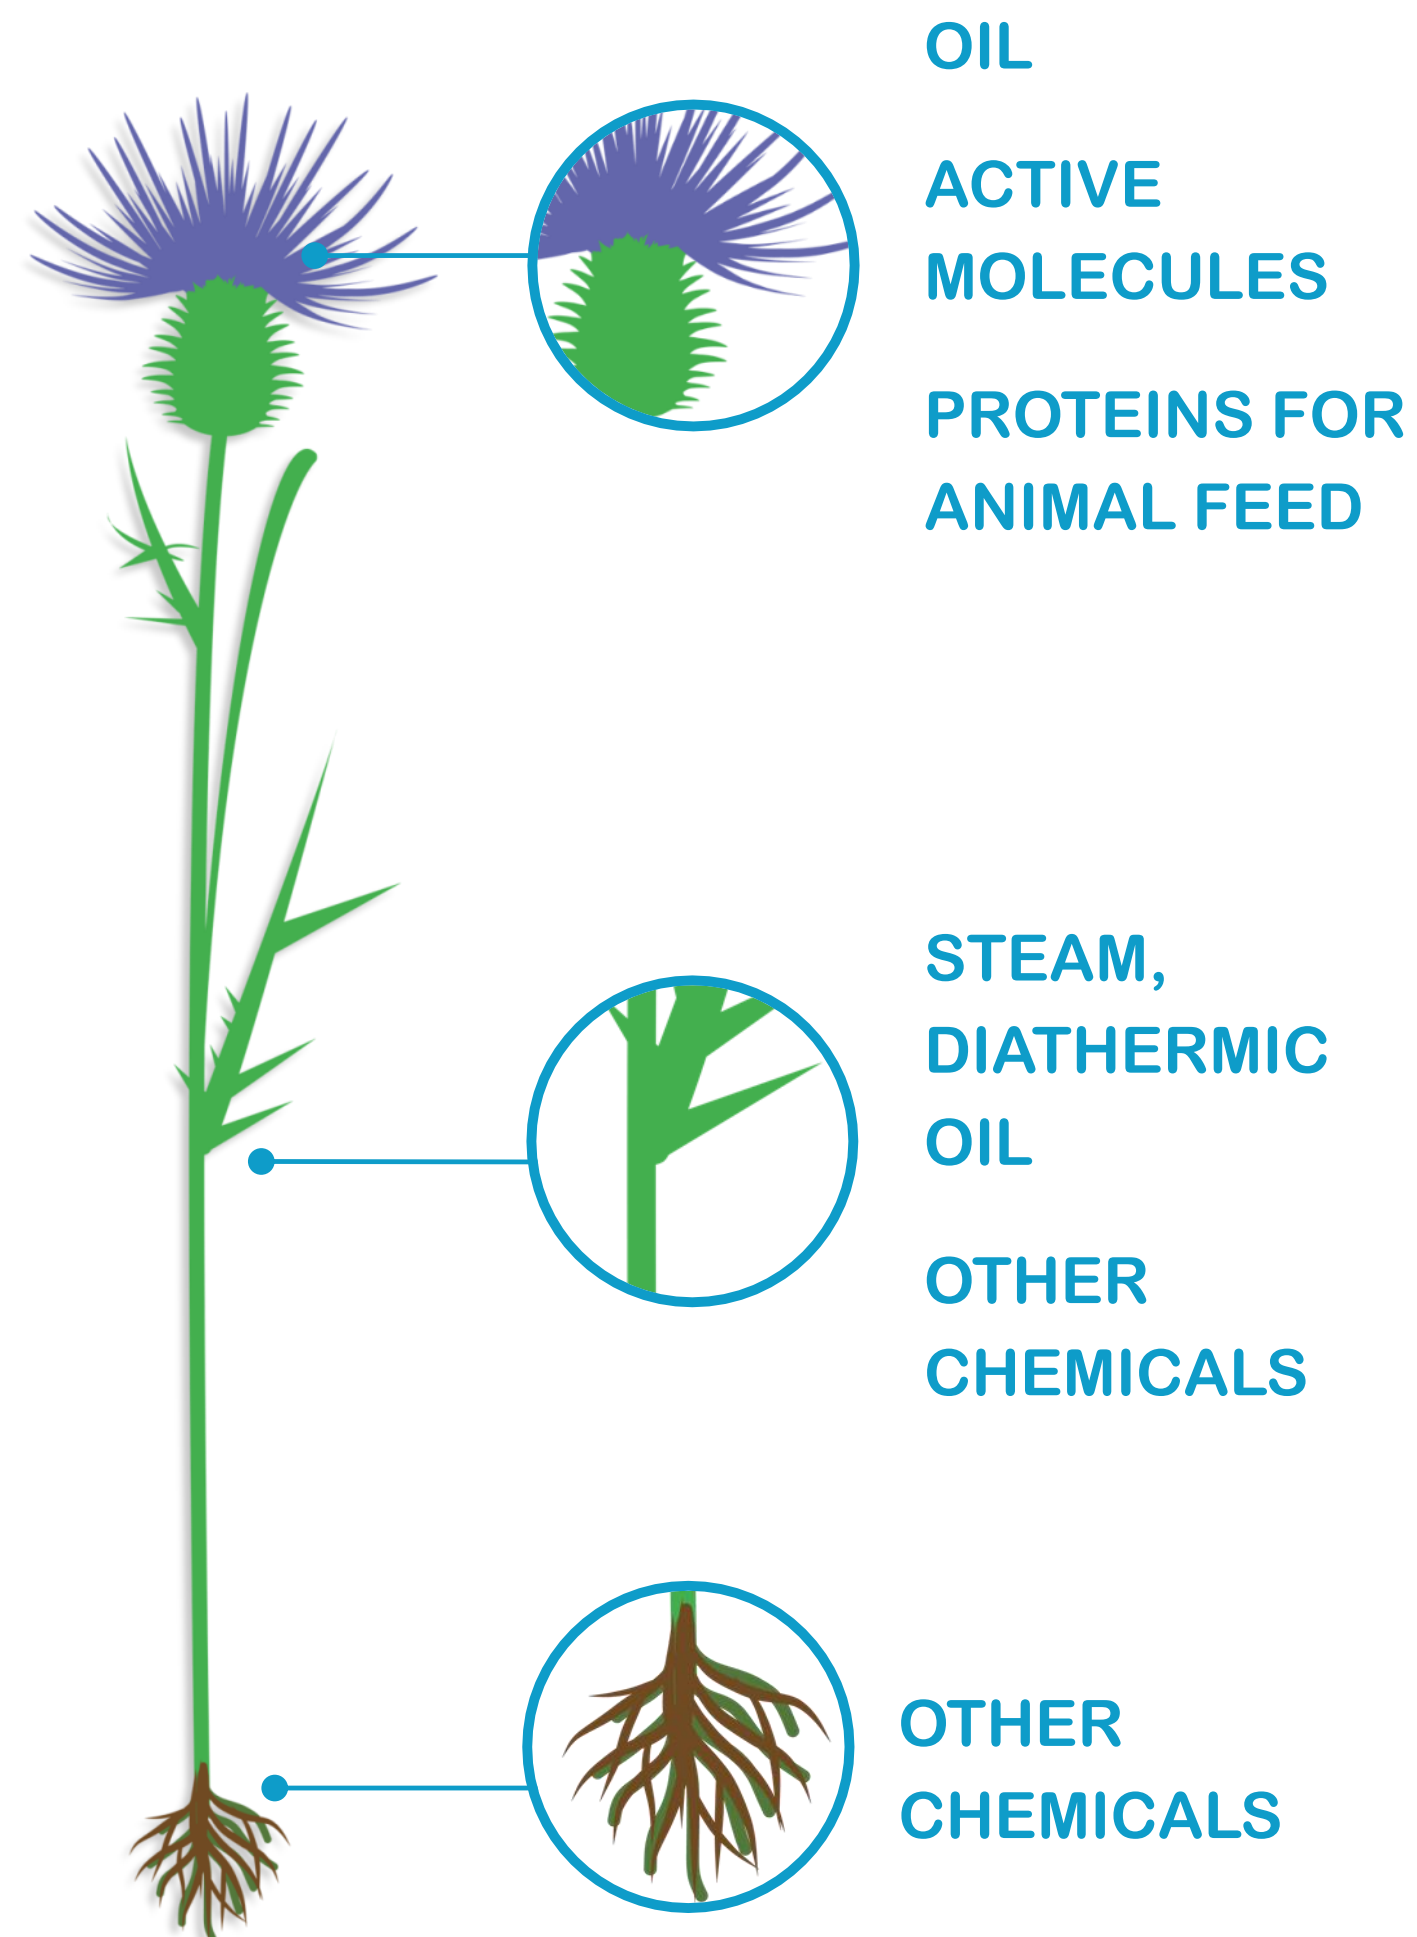 OIL
ACTIVE
MOLECULES
PROTEINS FOR
ANIMAL FEED
STEAM,
DIATHERMIC
OIL
OTHER
CHEMICALS
OTHER
CHEMICALS